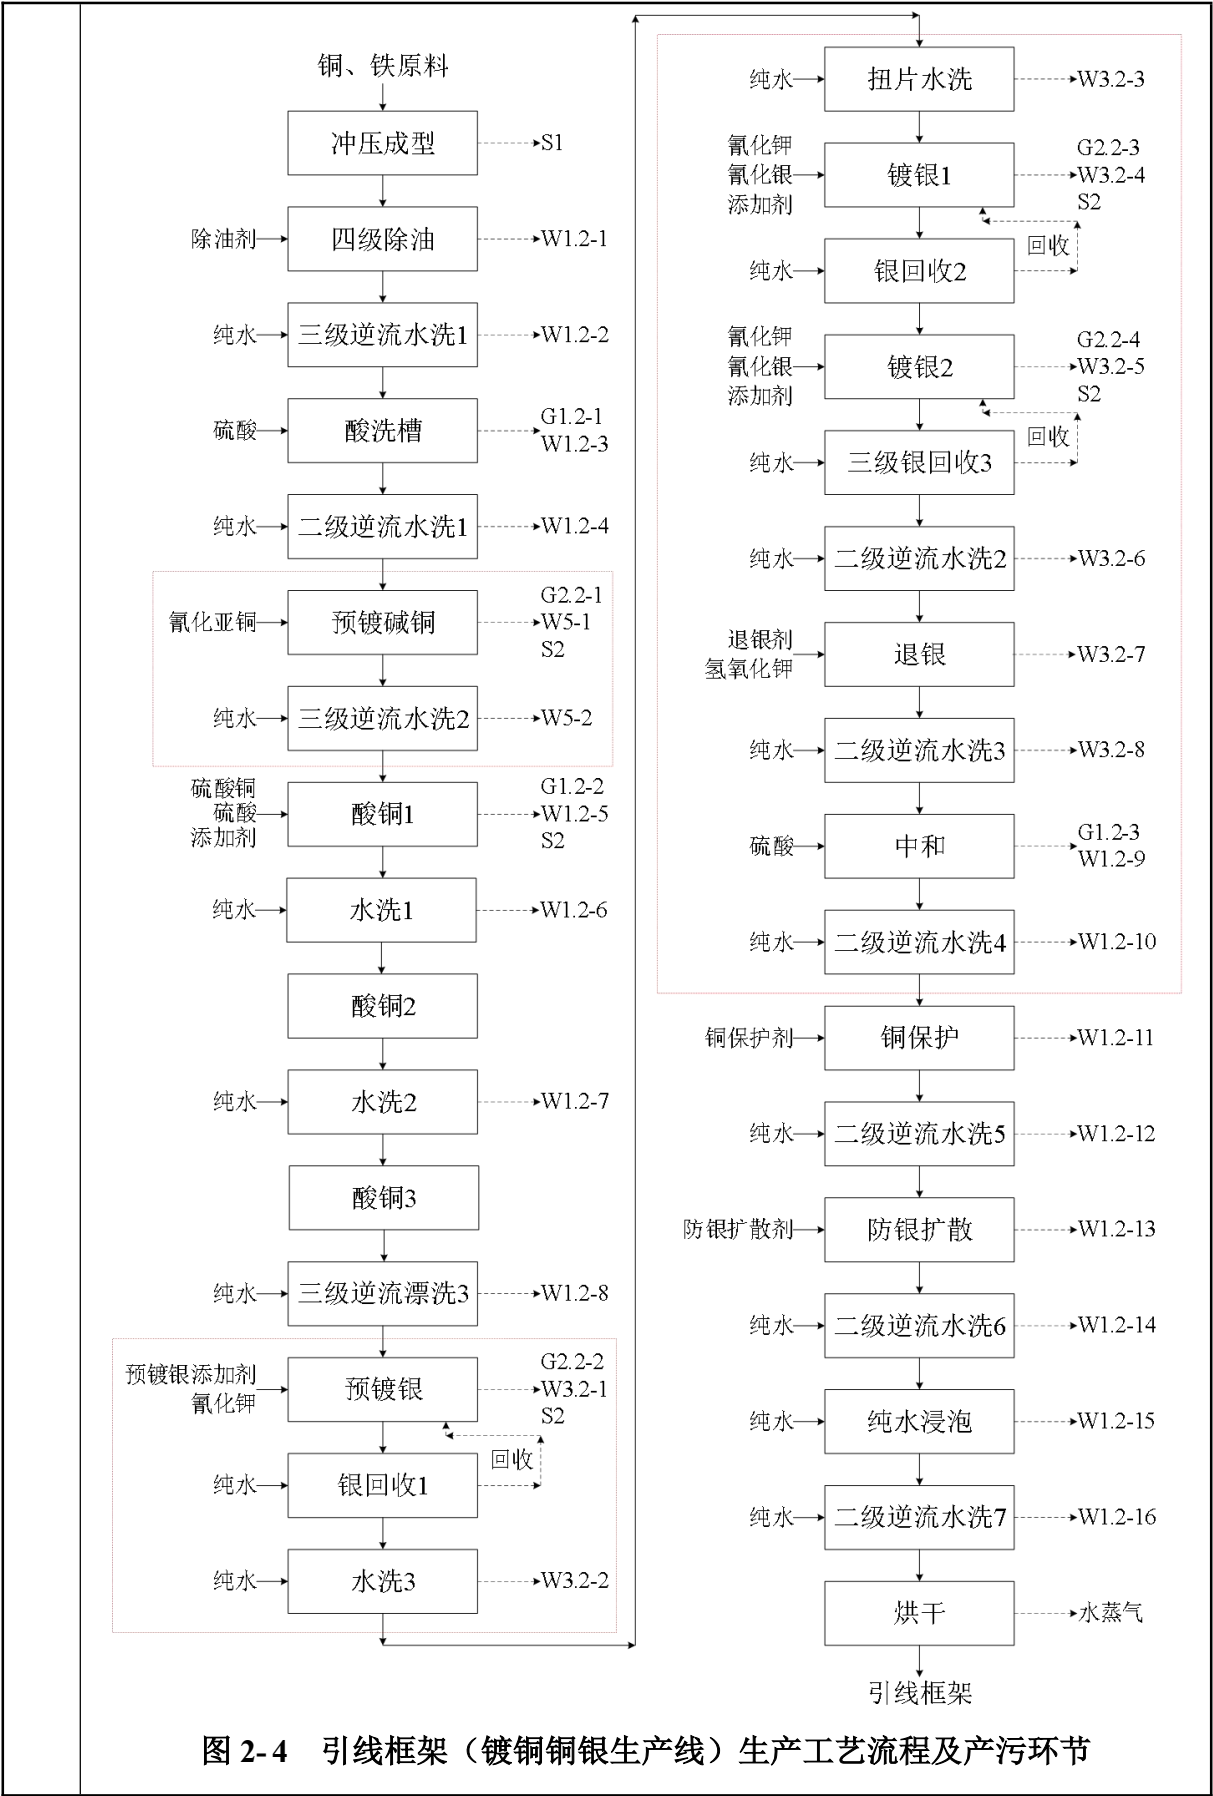 铜、铁原料
冲压成型
S1
除油剂
四级除油
W1.2-1
纯水
三级逆流水洗1
W1.2-2
硫酸
酸洗槽
G1.2-1
W1.2-3
纯水
二级逆流水洗1
W1.2-4
氰化亚铜
预镀碱铜
G2.2-1
W5-1
S2
纯水
三级逆流水洗2
W5-2
硫酸铜
硫酸
添加剂
酸铜1
G1.2-2
W1.2-5
S2
纯水
水洗1
W1.2-6
酸铜2
纯水
水洗2
W1.2-7
酸铜3
纯水
三级逆流漂洗3
W1.2-8
预镀银添加剂
氰化钾
预镀银
G2.2-2
W3.2-1
S2
回收
纯水
银回收1
纯水
水洗3
W3.2-2
纯水
扭片水洗
W3.2-3
氰化钾
氰化银
添加剂
镀银1
G2.2-3
W3.2-4
S2
回收
纯水
银回收2
氰化钾
氰化银
添加剂
镀银2
G2.2-4
W3.2-5
S2
回收
纯水
三级银回收3
纯水
二级逆流水洗2
W3.2-6
退银剂
氢氧化钾
退银
W3.2-7
纯水
二级逆流水洗3
W3.2-8
硫酸
中和
G1.2-3
W1.2-9
纯水
二级逆流水洗4
W1.2-10
铜保护剂
铜保护
W1.2-11
纯水
二级逆流水洗5
W1.2-12
防银扩散剂
防银扩散
W1.2-13
纯水
二级逆流水洗6
W1.2-14
纯水
纯水浸泡
W1.2-15
纯水
二级逆流水洗7
W1.2-16
烘干
水蒸气
引线框架
图 2-4 引线框架（镀铜铜银生产线）生产工艺流程及产污环节